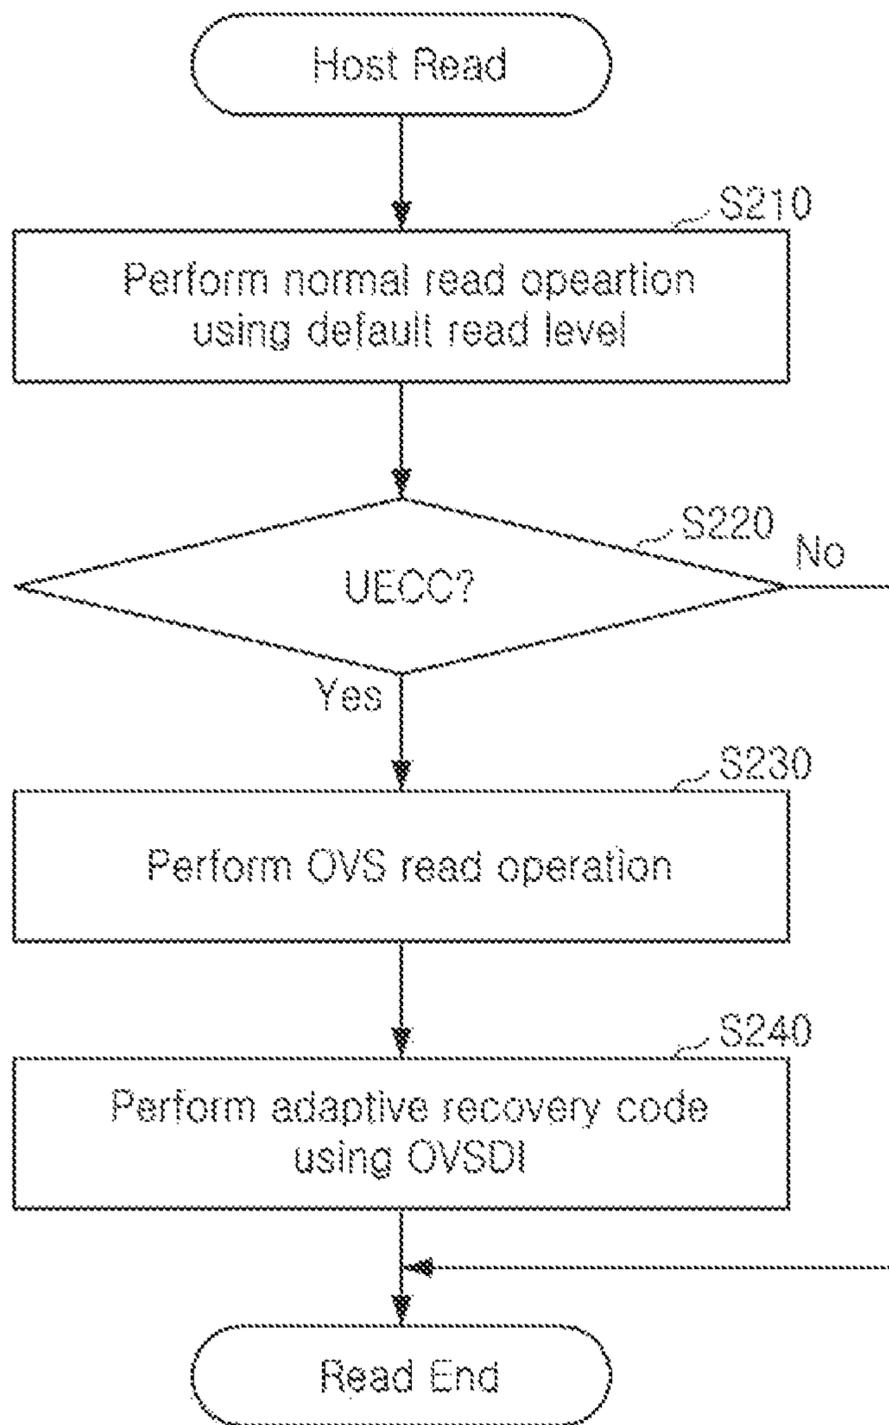 Host Read
S210
Perform normal read opeartion
using default read level
S220
No
UECC?
Yes
S230
Perform OVS read operation
S240
Perform adaptive recovery code
using OVSDI
Read End